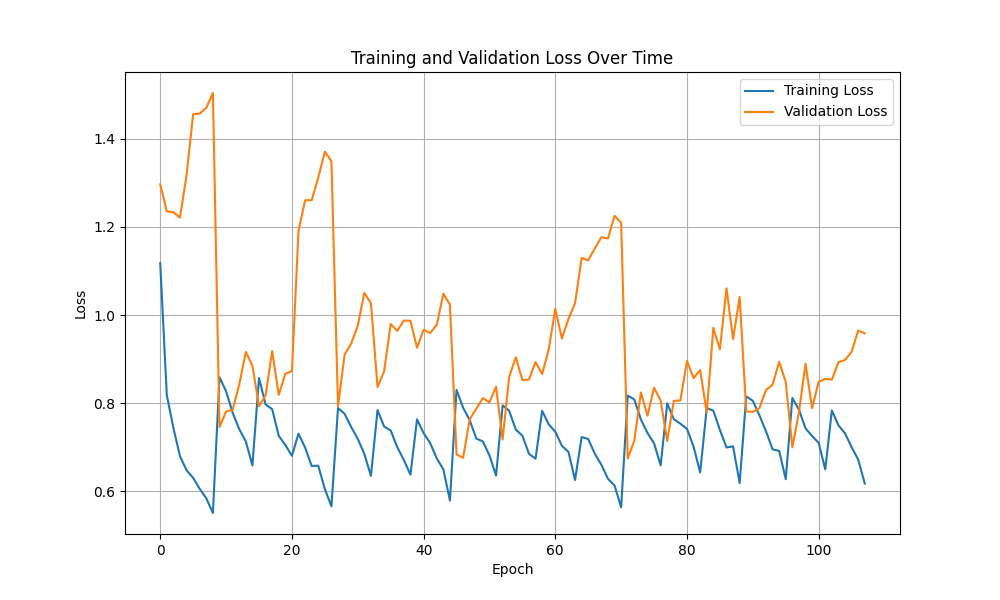 Training and Validation Loss Over Time
Training Loss
Validation Loss
1.4
1.2
1.0
0.8
0.6
Loss
0
20
40
60
80
100
Epoch